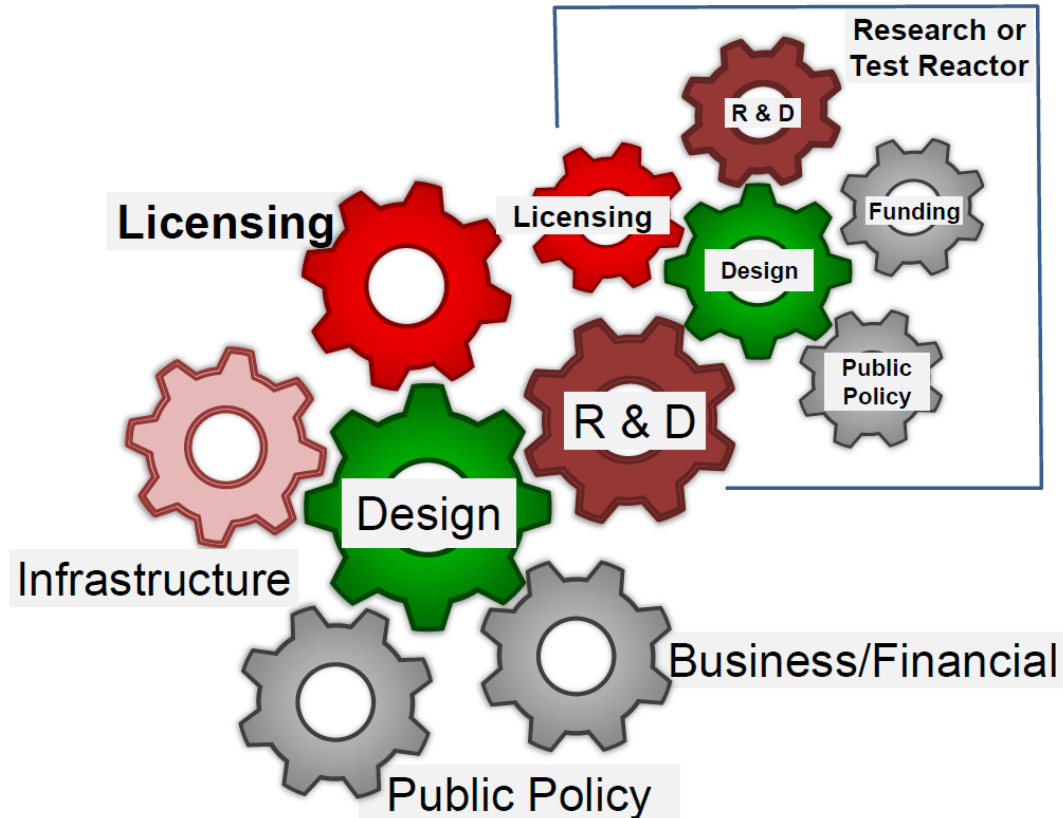 Research or
Test Reactor
R & D
Licensing
Licensing
Funding
Design
Public
Policy
R & D
Design
Infrastructure
Business/Financial
Public Policy